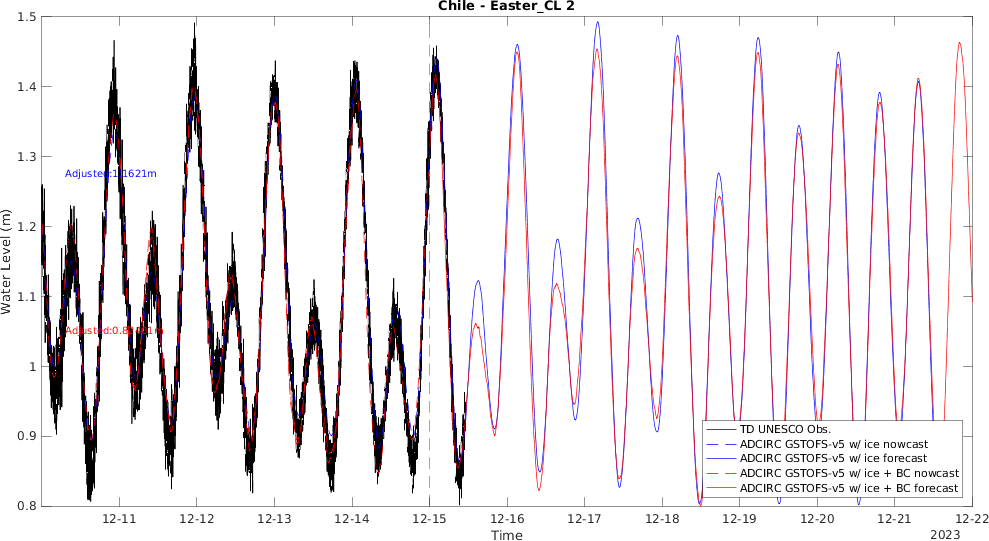 Chile - Easter_CL 2
1.5
1.4
1.3
1.2
1.1
1
0.9
0.8
Water Level (m)
Adjusted:1.1621m
TD UNESCO Obs.
ADCIRC GSTOFS-v5 w/ ice nowcast
ADCIRC GSTOFS-v5 w/ ice forecast
ADCIRC GSTOFS-v5 w/ ice + BC nowcast
ADCIRC GSTOFS-v5 w/ ice + BC forecast
12-11 12-12 12-13 12-14 12-15 12-16 12-17 12-18 12-19 12-20 12-21 12-22
Time
2023